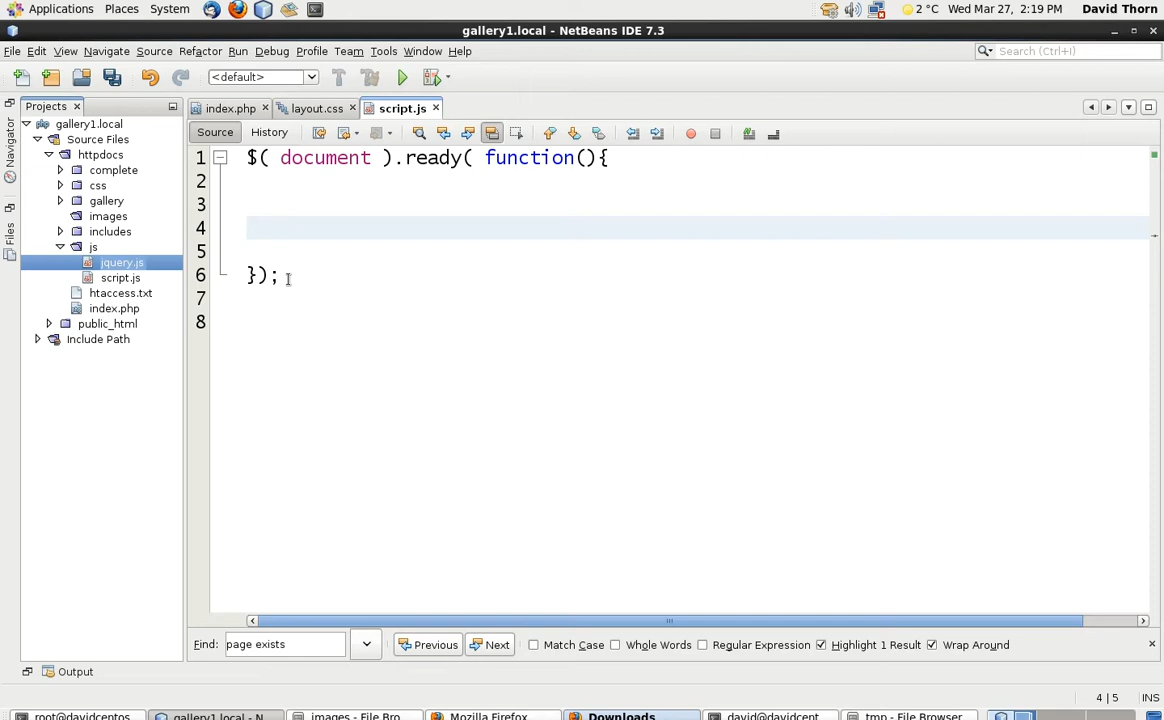 Applications Places System 2 °C Wed Mar 27, 2:19 PM David Thorn
gallery1.local - NetBeans IDE 7.3
File Edit View Navigate Source Refactor Run Debug Profile Team Tools Window Help Search (Ctrl+I)
<default>
Projects index.php layout.css script.js
Navigator
Files
Source History
gallery1.local
Source Files
httpdocs
complete
css
gallery
images
includes
js
jquery.js
script.js
htaccess.txt
index.php
public_html
Include Path
1 $( document ).ready( function(){
2
3
4
5
6 });
7
8
Find: page exists Previous Next Match Case Whole Words Regular Expression Highlight 1 Result Wrap Around
Output
4 | 5 INS
root@davidcentos gallery1.local - N... images - File Bro... Mozilla Firefox Downloads david@davidcent... tmp - File Browser